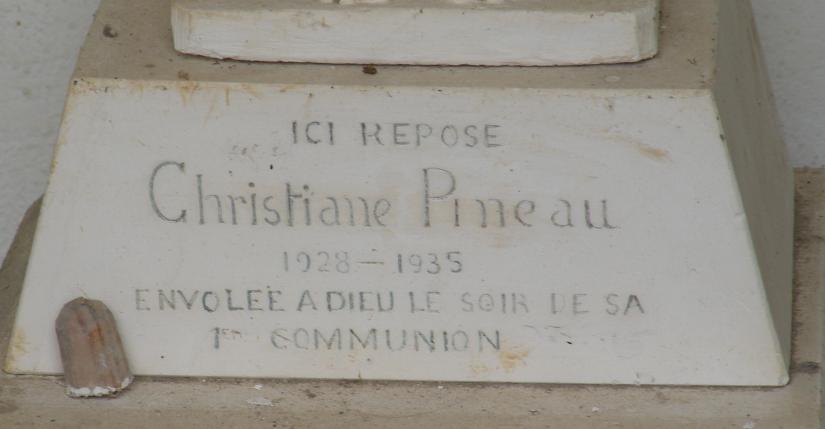 ICI REPOSE
Christiane Pineau
1928 - 1935
ENVOLEE A DIEU LE SOIR DE SA
1re COMMUNION